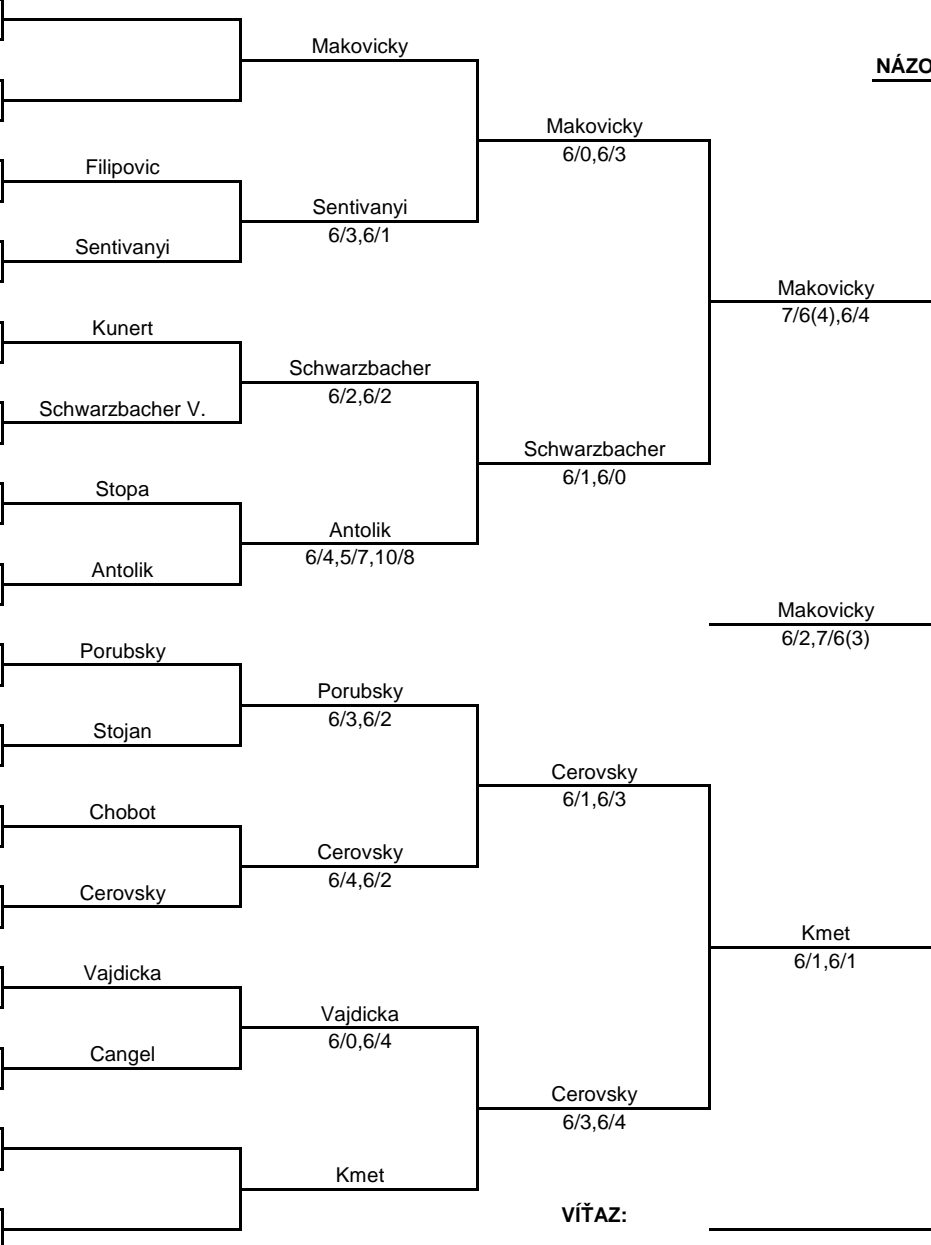 Makovicky
NÁZO
Makovicky
6/0,6/3
Filipovic
Sentivanyi
6/3,6/1
Sentivanyi
Makovicky
7/6(4),6/4
Kunert
Schwarzbacher
6/2,6/2
Schwarzbacher V.
Schwarzbacher
6/1,6/0
Stopa
Antolik
6/4,5/7,10/8
Antolik
Makovicky
6/2,7/6(3)
Porubsky
Porubsky
6/3,6/2
Stojan
Cerovsky
6/1,6/3
Chobot
Cerovsky
6/4,6/2
Cerovsky
Kmet
6/1,6/1
Vajdicka
Vajdicka
6/0,6/4
Cangel
Cerovsky
6/3,6/4
Kmet
VÍŤAZ: